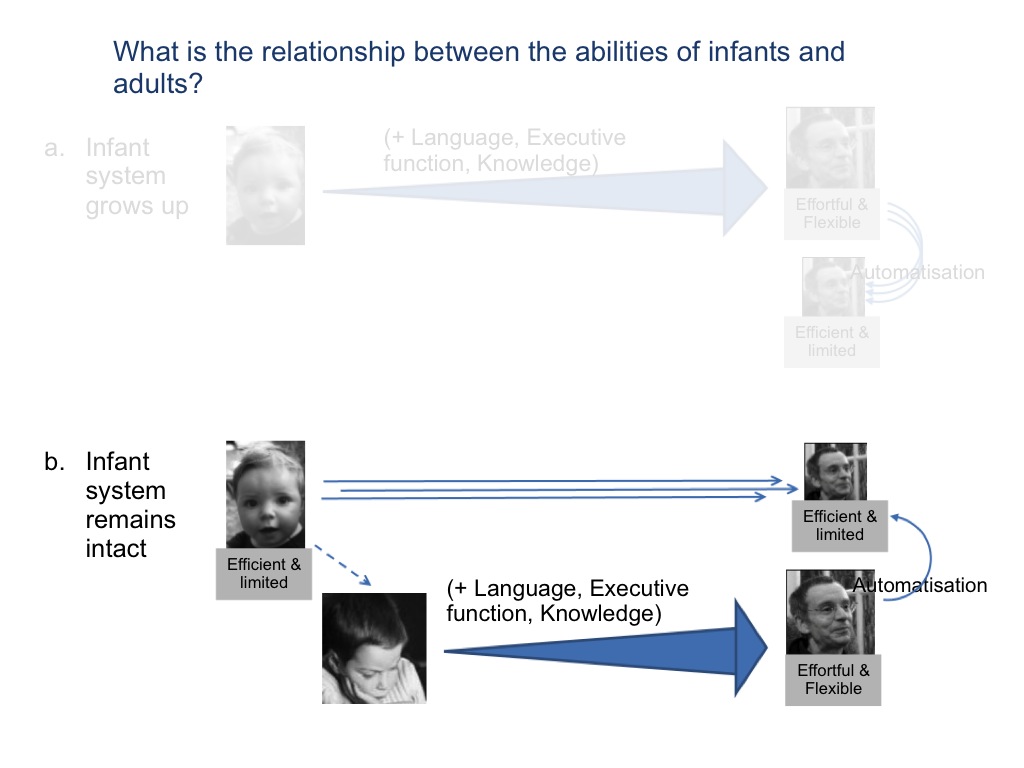 What is the relationship between the abilities of infants and
adults?
a. Infant
system
grows up
(+ Language, Executive
function, Knowledge)
Effortful &
Flexible
Automatisation
Efficient &
limited
b. Infant
system
remains
intact
Efficient &
limited
Efficient &
limited
(+ Language, Executive
function, Knowledge)
Automatisation
Effortful &
Flexible